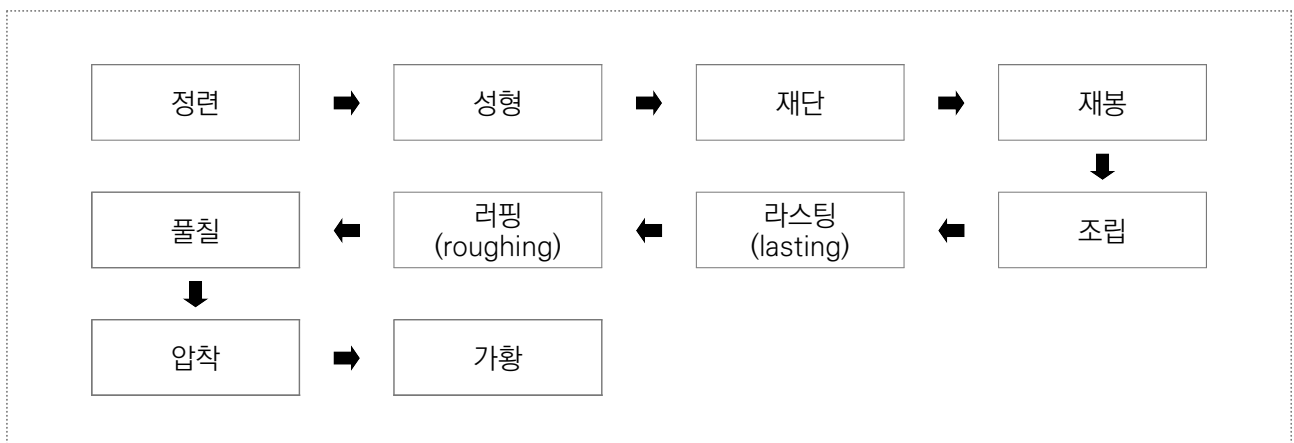 정련
성형
재단
재봉
조립
라스팅
(lasting)
러핑
(roughing)
풀칠
압착
가황